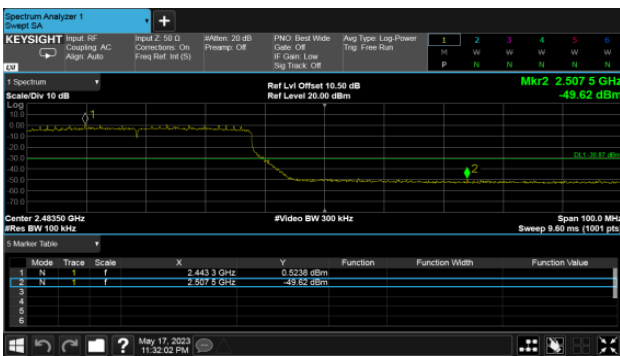 Spectrum Analyzer 1
Swept SA
KEYSIGHT Input: RF Input Z: 50 Ω #Atten: 20 dB PNO: Best Wide Avg Type: Log-Power 1 2 3 4 5 6
Coupling: AC Corrections: On Preamp: Off Gate: Off Trig: Free Run M W W W W W
Align: Auto Freq Ref: Int (S) IF Gain: Low
LXI Sig Track: Off P N N N N N
1 Spectrum Ref Lvl Offset 10.50 dB Mkr2 2.507 5 GHz
Scale/Div 10 dB Ref Level 20.00 dBm -49.62 dBm
Log
10.0
0.00
-10.0
-20.0
-30.0
-40.0
-50.0
-60.0
-70.0
1
2
Center 2.48350 GHz #Video BW 300 kHz Span 100.0 MHz
#Res BW 100 kHz Sweep 9.60 ms (1001 pts)
5 Marker Table
Mode Trace Scale X Y Function Function Width Function Value
1 N 1 f 2.443 3 GHz 0.5238 dBm
2 N 1 f 2.507 5 GHz -49.62 dBm
3
4
5
6
? May 17, 2023
11:32:02 PM